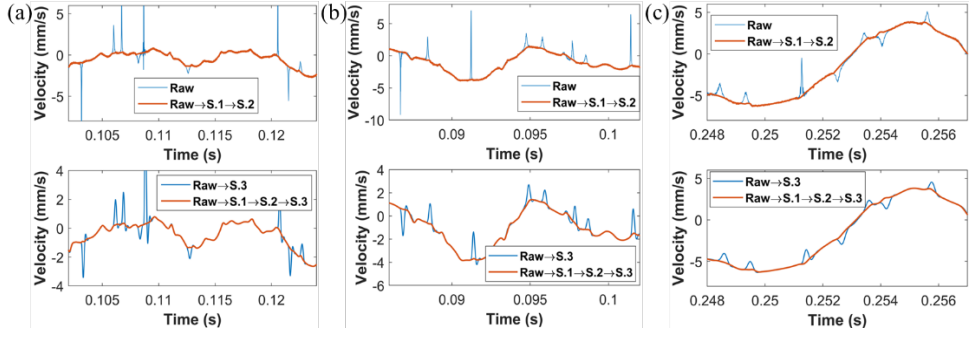 (a)
Velocity (mm/s)
5
0
-5
Raw
Raw→S.1→S.2
0.105
0.11
0.115
0.12
Time (s)
Velocity (mm/s)
4
2
0
-2
-4
-6
Raw→S.3
Raw→S.1→S.2→S.3
0.105
0.11
0.115
0.12
Time (s)
(b)
Velocity (mm/s)
5
0
-5
-10
Raw
Raw→S.1→S.2
0.09
0.095
0.1
Time (s)
Velocity (mm/s)
4
2
0
-2
-4
-6
Raw→S.3
Raw→S.1→S.2→S.3
0.09
0.095
0.1
Time (s)
(c)
Velocity (mm/s)
5
0
-5
Raw
Raw→S.1→S.2
0.248
0.25
0.252
0.254
0.256
Time (s)
Velocity (mm/s)
5
0
-5
Raw→S.3
Raw→S.1→S.2→S.3
0.248
0.25
0.252
0.254
0.256
Time (s)